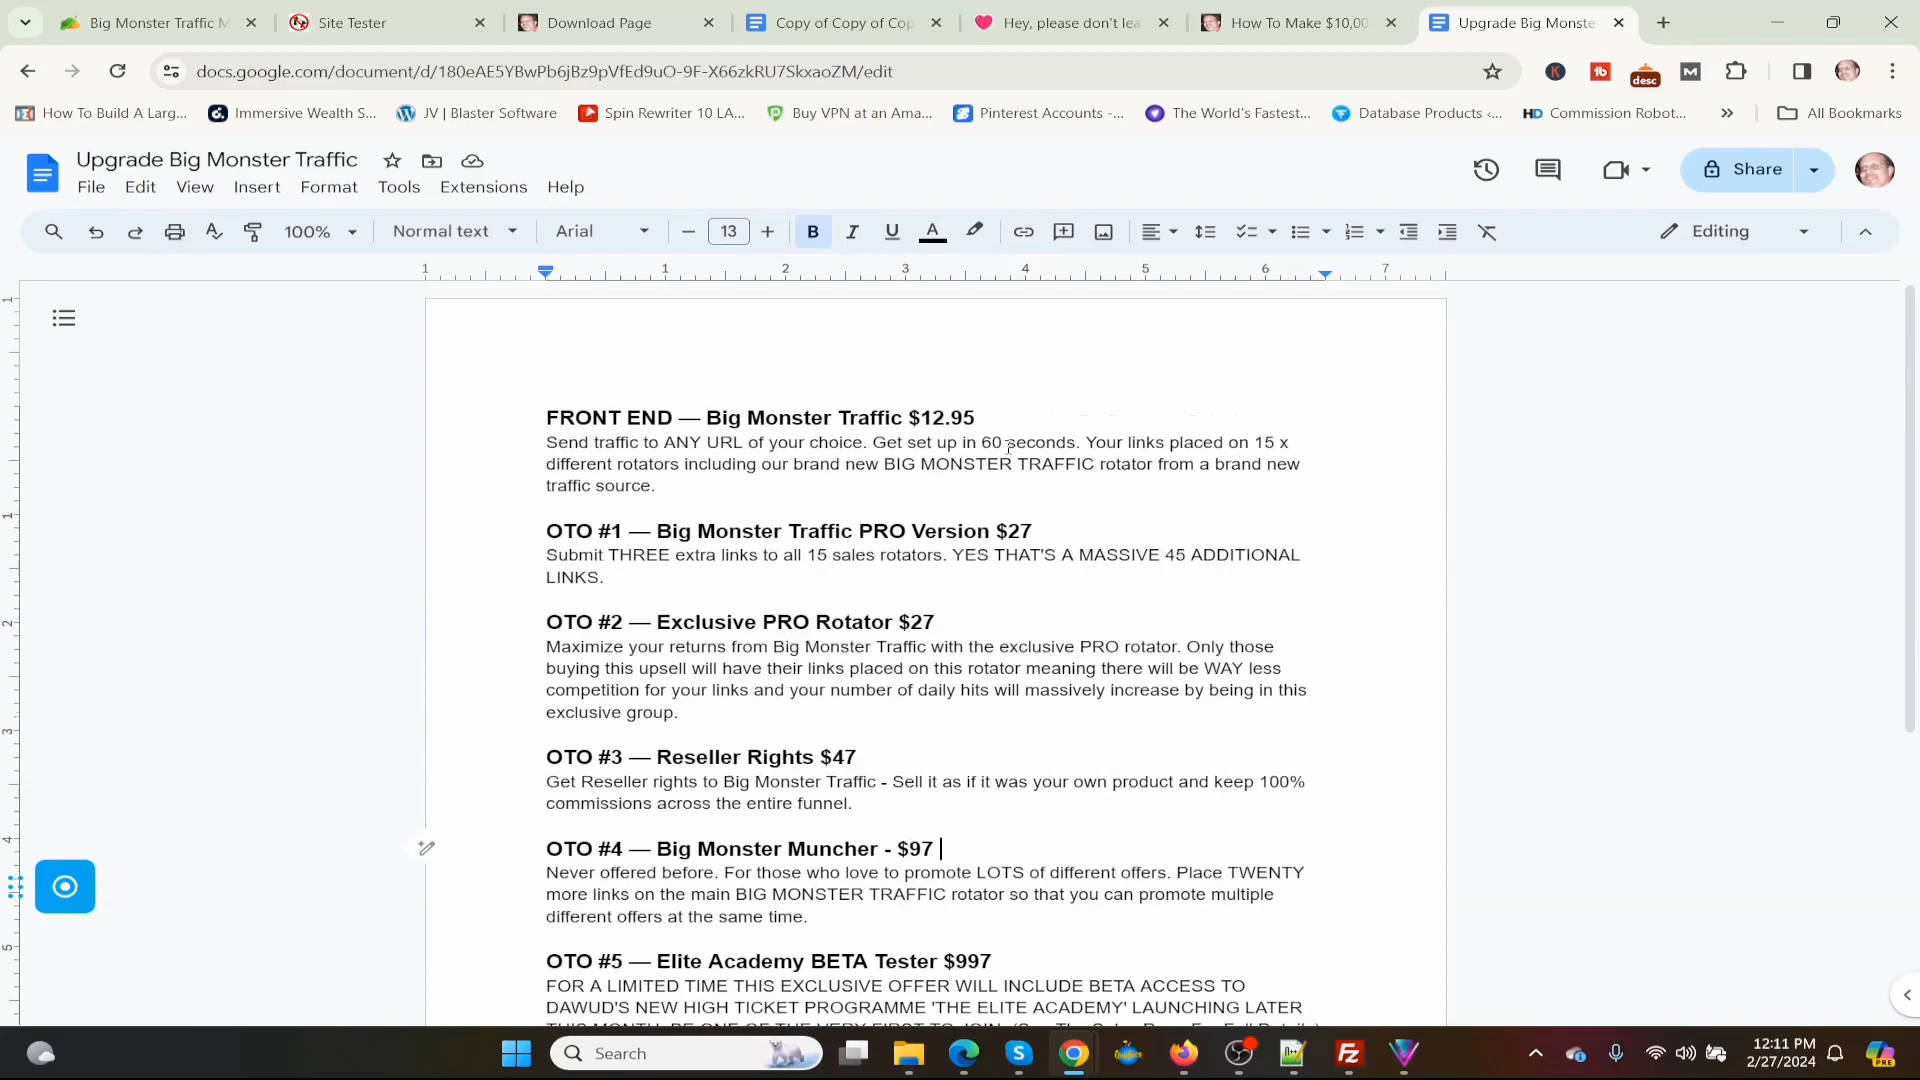 Big Monster Traffic M
Site Tester
Download Page
Copy of Copy of Cop
Hey, please don't lea
How To Make $10,00
Upgrade Big Monste
docs.google.com/document/d/180eAE5YBwPb6jBz9pVfEd9uO-9F-X66zkRU7SkxaoZM/edit
desc
How To Build A Larg...
Immersive Wealth S...
JV | Blaster Software
Spin Rewriter 10 LA...
Buy VPN at an Ama...
Pinterest Accounts -...
The World's Fastest...
Database Products ‹...
HD Commission Robot...
All Bookmarks
Upgrade Big Monster Traffic
File Edit View Insert Format Tools Extensions Help
Share
100% Normal text Arial 13 Editing
1 1 2 3 4 5 6 7
FRONT END — Big Monster Traffic $12.95
Send traffic to ANY URL of your choice. Get set up in 60 seconds. Your links placed on 15 x
different rotators including our brand new BIG MONSTER TRAFFIC rotator from a brand new
traffic source.
OTO #1 — Big Monster Traffic PRO Version $27
Submit THREE extra links to all 15 sales rotators. YES THAT'S A MASSIVE 45 ADDITIONAL
LINKS.
OTO #2 — Exclusive PRO Rotator $27
Maximize your returns from Big Monster Traffic with the exclusive PRO rotator. Only those
buying this upsell will have their links placed on this rotator meaning there will be WAY less
competition for your links and your number of daily hits will massively increase by being in this
exclusive group.
OTO #3 — Reseller Rights $47
Get Reseller rights to Big Monster Traffic - Sell it as if it was your own product and keep 100%
commissions across the entire funnel.
OTO #4 — Big Monster Muncher - $97
Never offered before. For those who love to promote LOTS of different offers. Place TWENTY
more links on the main BIG MONSTER TRAFFIC rotator so that you can promote multiple
different offers at the same time.
OTO #5 — Elite Academy BETA Tester $997
FOR A LIMITED TIME THIS EXCLUSIVE OFFER WILL INCLUDE BETA ACCESS TO
DAWUD'S NEW HIGH TICKET PROGRAMME 'THE ELITE ACADEMY' LAUNCHING LATER
Search
12:11 PM
2/27/2024